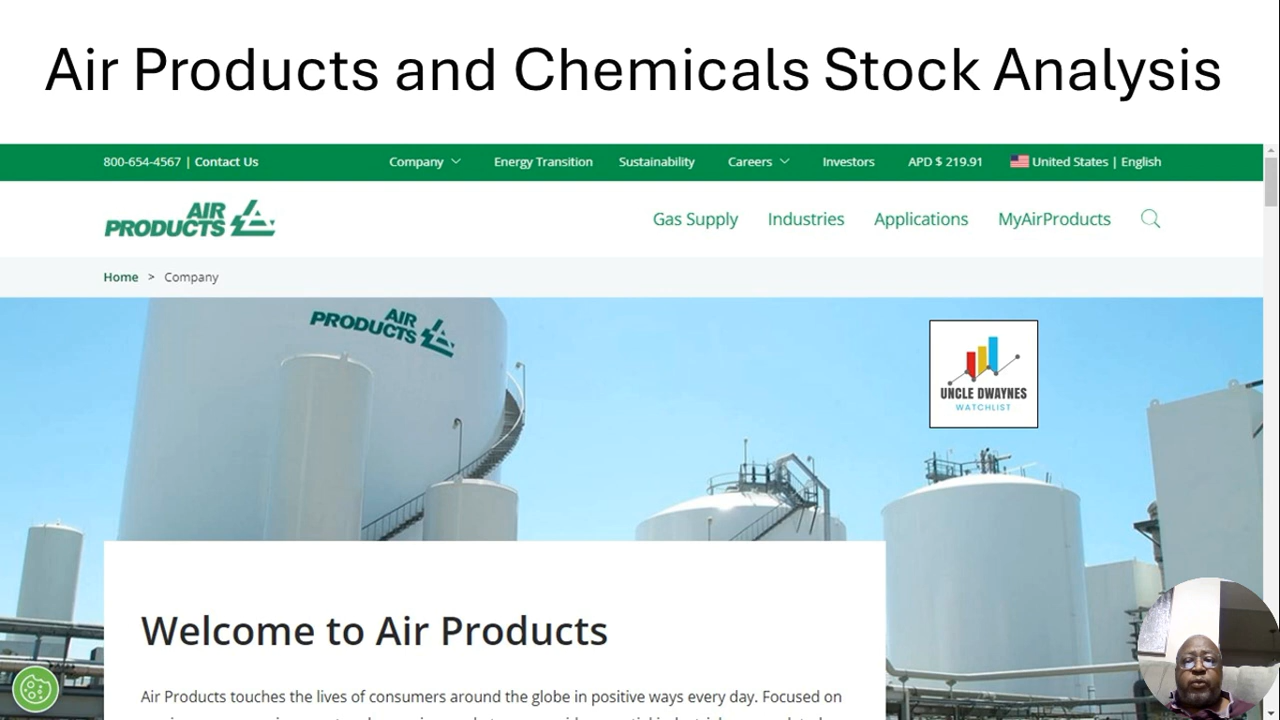 Air Products and Chemicals Stock Analysis
800-654-4567 | Contact Us Company Energy Transition Sustainability Careers Investors APD $ 219.91 United States | English
AIR
PRODUCTS
Gas Supply Industries Applications MyAirProducts
Home > Company
AIR
PRODUCTS
UNCLE DWAYNES
WATCHLIST
Welcome to Air Products
Air Products touches the lives of consumers around the globe in positive ways every day. Focused on